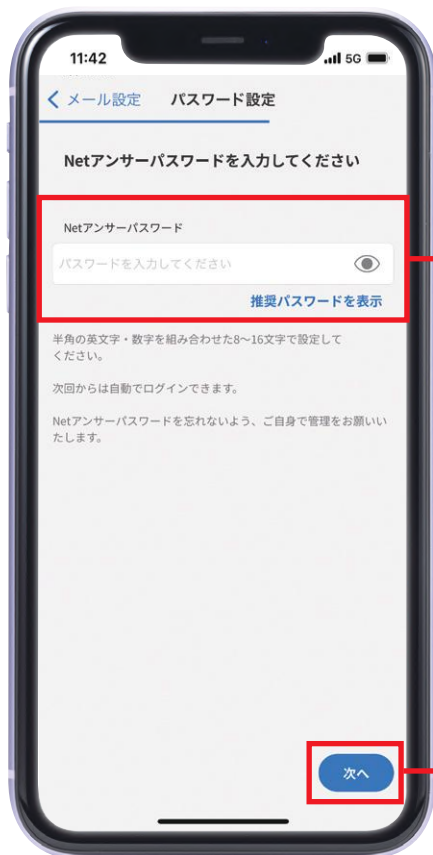 11:42
5G
メール設定 パスワード設定
Netアンサーパスワードを入力してください
Netアンサーパスワード
パスワードを入力してください
推奨パスワードを表示
半角の英文字・数字を組み合わせた8〜16文字で設定して
ください。
次回からは自動でログインできます。
Netアンサーパスワードを忘れないよう、ご自身で管理をお願いい
たします。
次へ